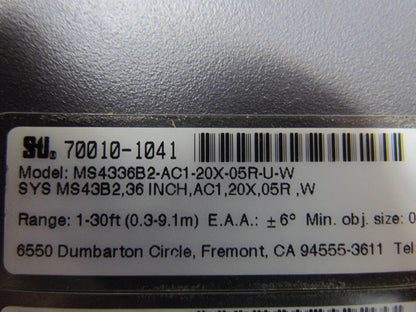 STI® 70010-1041
Model: MS4336B2-AC1-20X-05R-U-W
SYS MS43B2,36 INCH,AC1,20X,05R ,W
Range: 1-30ft (0.3-9.1m) E.A.A.: ±6° Min. obj. size: 0
6550 Dumbarton Circle, Fremont, CA 94555-3611 Tel